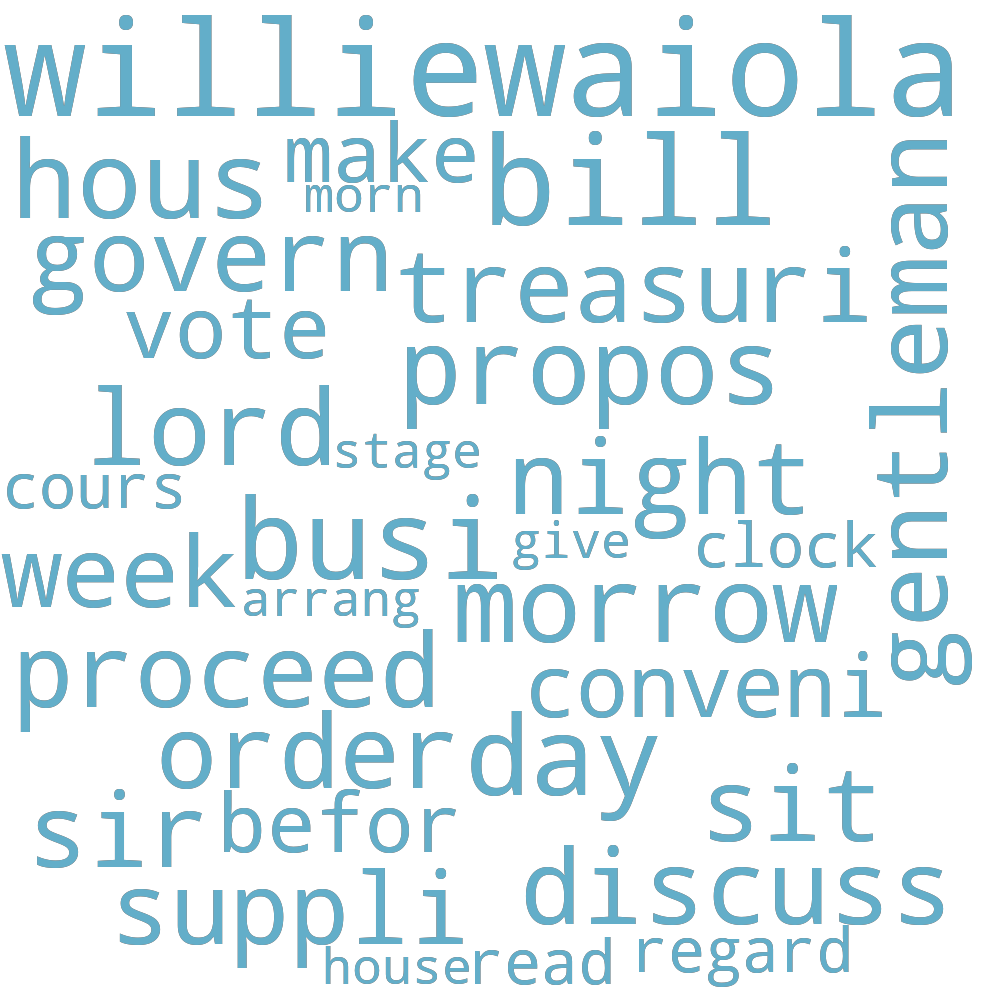 williewaiola
hous
make
morn
bill
gentlemana
govern
treasuri
vote
propos
lord
stage
night
cours
busi
give
clock
week
arrang
morrow
proceed
conveni
order
day
sit
sir
befor
suppli
discuss
house
read
regard